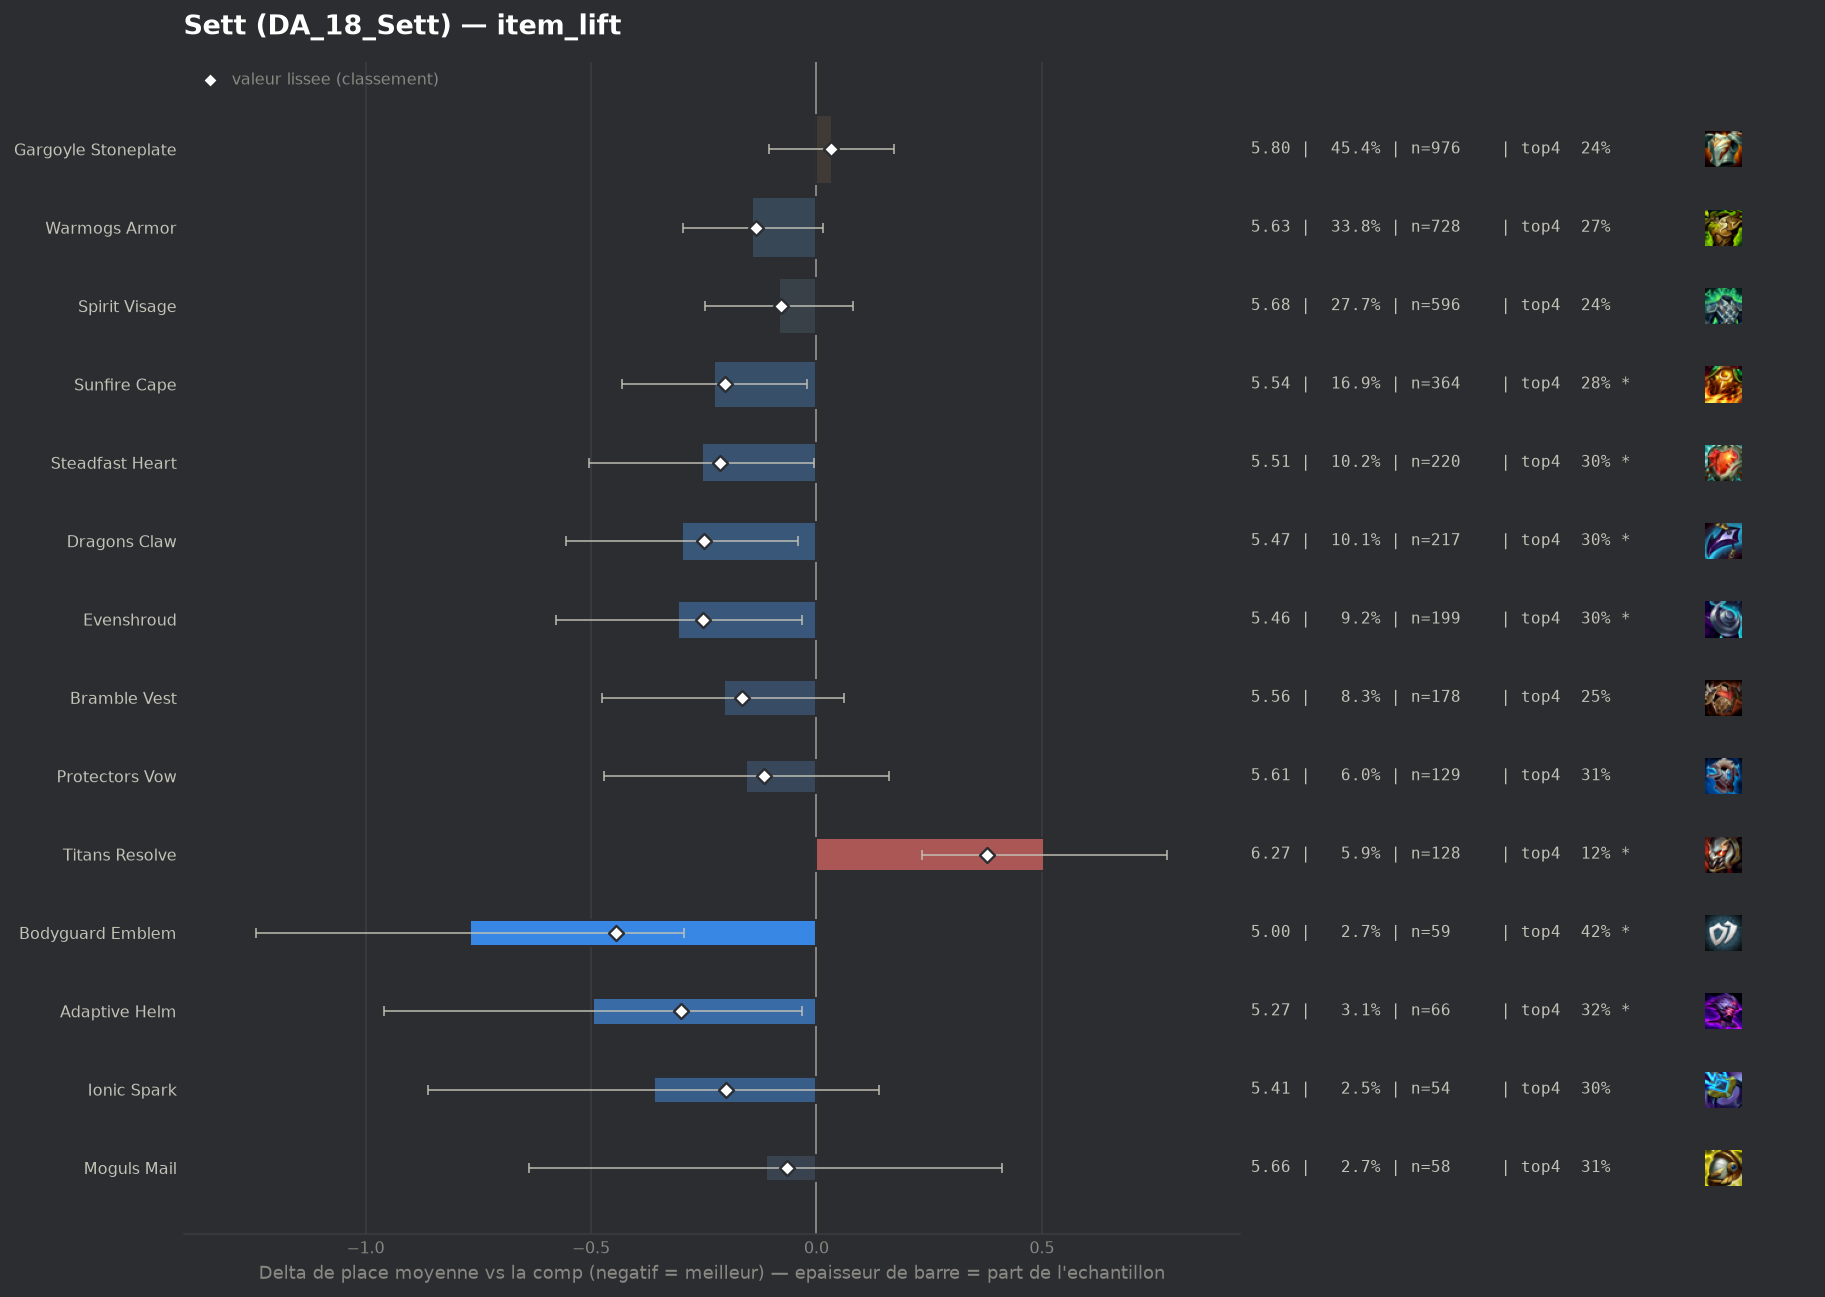 Sett (DA_18_Sett) — item_lift
valeur lissee (classement)
Gargoyle Stoneplate 5.80 | 45.4% | n=976 | top4 24%
Warmogs Armor 5.63 | 33.8% | n=728 | top4 27%
Spirit Visage 5.68 | 27.7% | n=596 | top4 24%
Sunfire Cape 5.54 | 16.9% | n=364 | top4 28% *
Steadfast Heart 5.51 | 10.2% | n=220 | top4 30% *
Dragons Claw 5.47 | 10.1% | n=217 | top4 30% *
Evenshroud 5.46 | 9.2% | n=199 | top4 30% *
Bramble Vest 5.56 | 8.3% | n=178 | top4 25%
Protectors Vow 5.61 | 6.0% | n=129 | top4 31%
Titans Resolve 6.27 | 5.9% | n=128 | top4 12% *
Bodyguard Emblem 5.00 | 2.7% | n=59 | top4 42% *
Adaptive Helm 5.27 | 3.1% | n=66 | top4 32% *
Ionic Spark 5.41 | 2.5% | n=54 | top4 30%
Moguls Mail 5.66 | 2.7% | n=58 | top4 31%
−1.0 −0.5 0.0 0.5
Delta de place moyenne vs la comp (negatif = meilleur) — epaisseur de barre = part de l'echantillon